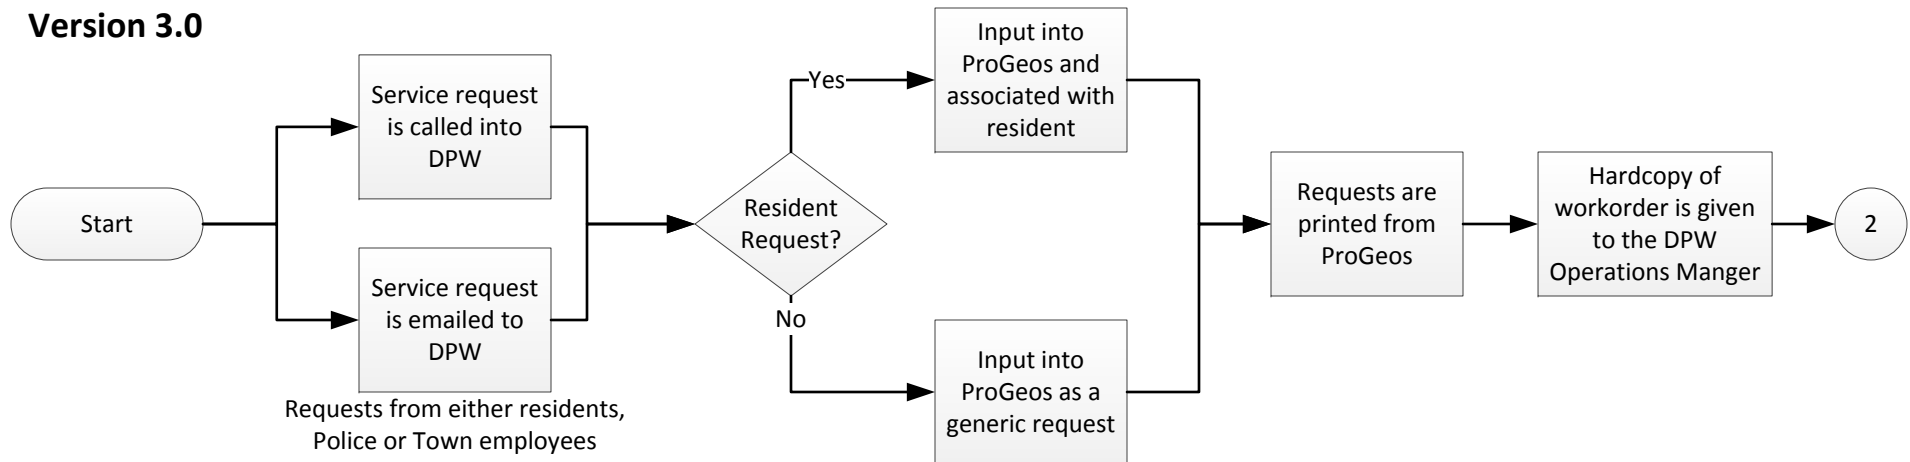 Version 3.0
Start
Service request
is called into
DPW
Service request
is emailed to
DPW
Requests from either residents,
Police or Town employees
Resident
Request?
Yes
No
Input into
ProGeos and
associated with
resident
Input into
ProGeos as a
generic request
Requests are
printed from
ProGeos
Hardcopy of
workorder is given
to the DPW
Operations Manger
2